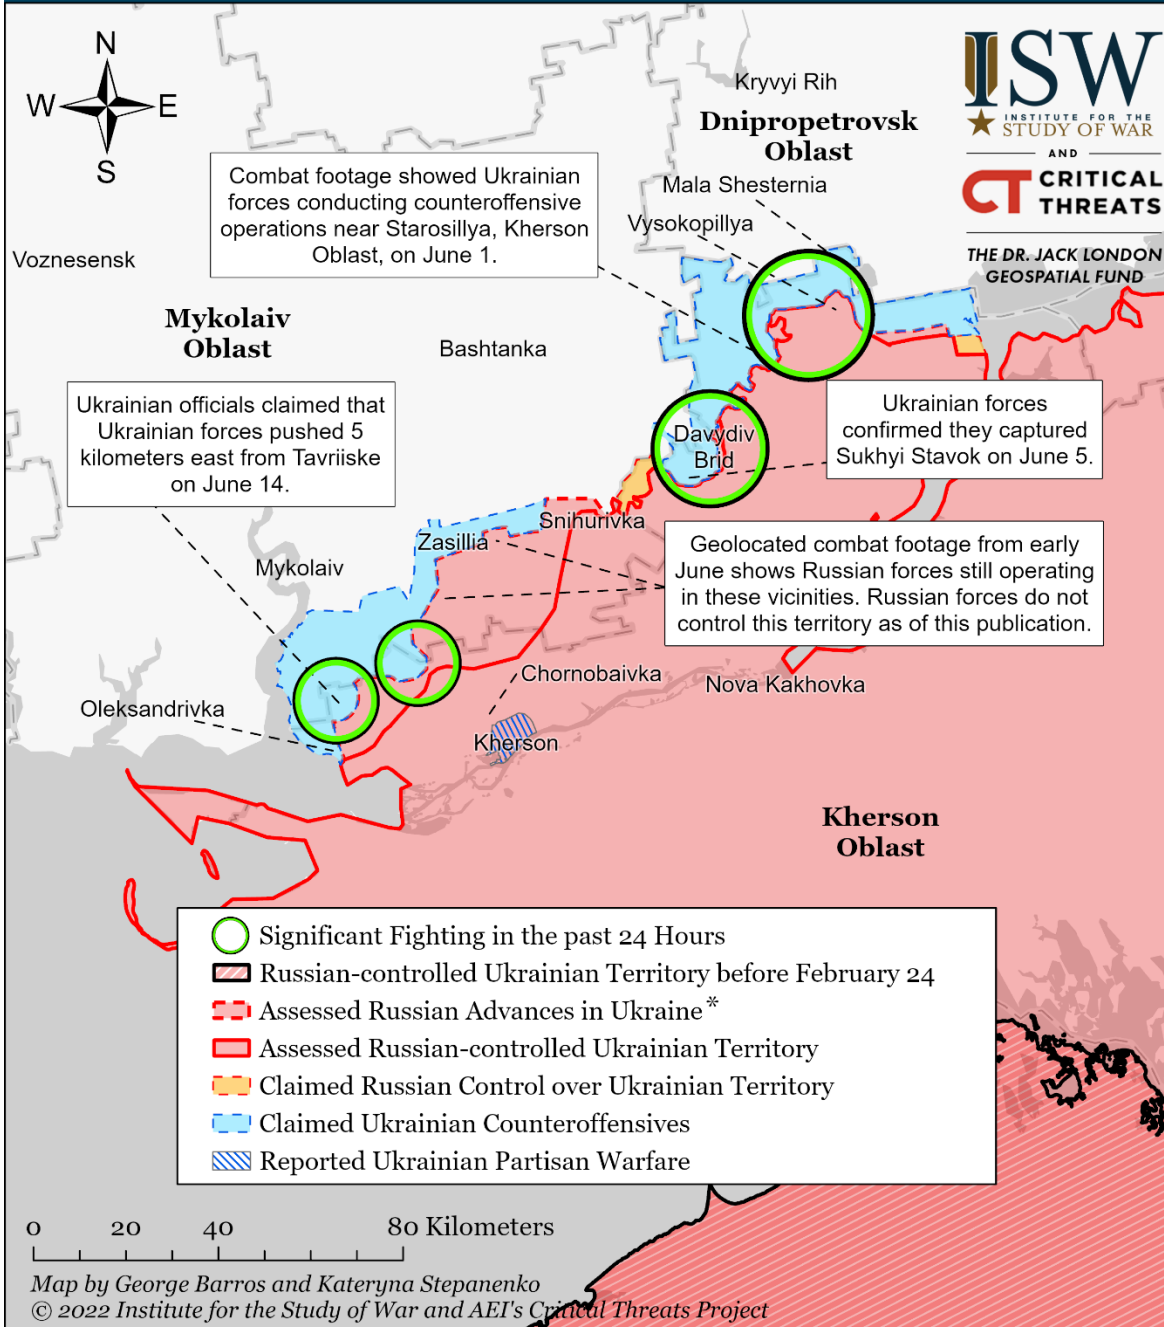 N
W E
S
Kryvyi Rih
Dnipropetrovsk
Oblast
ISW
INSTITUTE FOR THE
STUDY OF WAR
AND
CT CRITICAL
THREATS
THE DR. JACK LONDON
GEOSPATIAL FUND
Combat footage showed Ukrainian
forces conducting counteroffensive
operations near Starosillya, Kherson
Oblast, on June 1.
Mala Shesternia
Vysokopillya
Voznesensk
Mykolaiv
Oblast
Bashtanka
Ukrainian officials claimed that
Ukrainian forces pushed 5
kilometers east from Tavriiske
on June 14.
Davydiv
Brid
Ukrainian forces
confirmed they captured
Sukhyi Stavok on June 5.
Snihurivka
Zasillia
Mykolaiv
Geolocated combat footage from early
June shows Russian forces still operating
in these vicinities. Russian forces do not
control this territory as of this publication.
Chornobaivka
Nova Kakhovka
Oleksandrivka
Kherson
Kherson
Oblast
Significant Fighting in the past 24 Hours
Russian-controlled Ukrainian Territory before February 24
Assessed Russian Advances in Ukraine*
Assessed Russian-controlled Ukrainian Territory
Claimed Russian Control over Ukrainian Territory
Claimed Ukrainian Counteroffensives
Reported Ukrainian Partisan Warfare
0 20 40 80 Kilometers
Map by George Barros and Kateryna Stepanenko
© 2022 Institute for the Study of War and AEI's Critical Threats Project